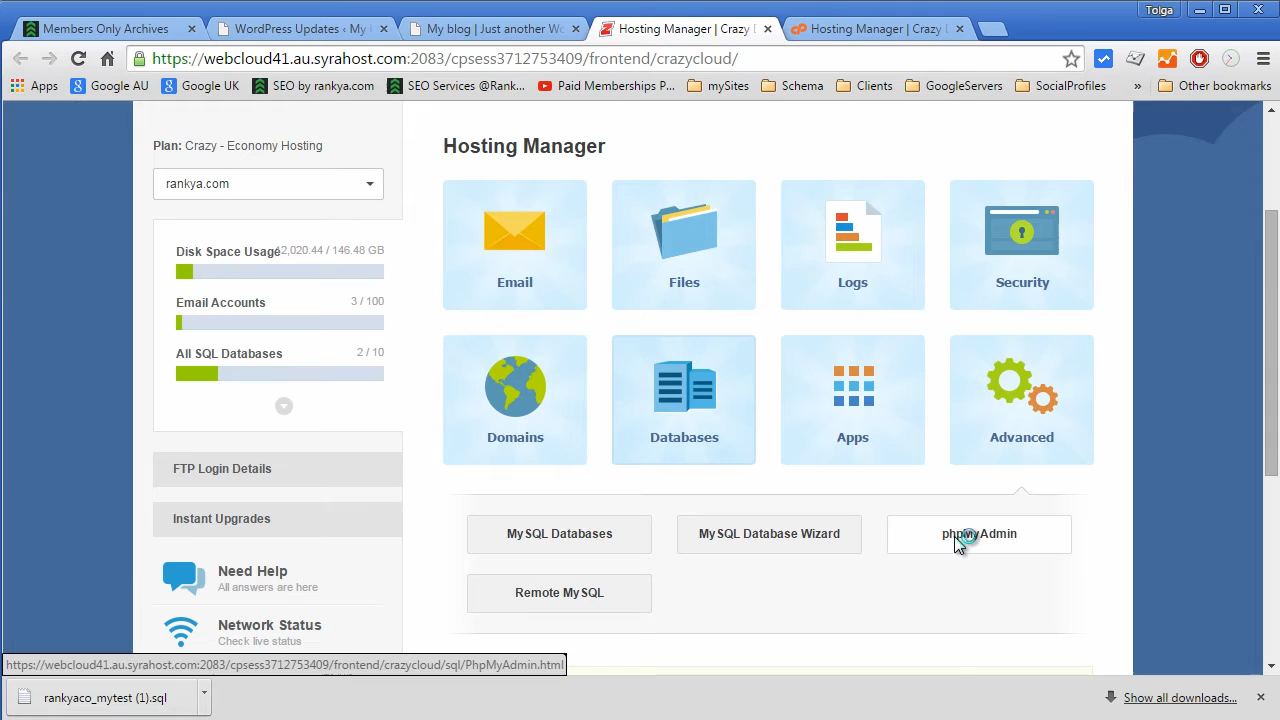 Tolga
Members Only Archives
WordPress Updates ‹ My
My blog | Just another Wo
Hosting Manager | Crazy
Hosting Manager | Crazy
https://webcloud41.au.syrahost.com:2083/cpsess3712753409/frontend/crazycloud/
Apps
Google-AU
Google UK
SEO by rankya.com
SEO Services @Rank...
Paid Memberships P...
mySites
Schema
Clients
GoogleServers
SocialProfiles
»
Other bookmarks
Plan: Crazy - Economy Hosting
rankya.com
Disk Space Usage 2,020.44 / 146.48 GB
Email Accounts 3 / 100
All SQL Databases 2 / 10
FTP Login Details
Instant Upgrades
Need Help
All answers are here
Network Status
Check live status
Hosting Manager
Email
Files
Logs
Security
Domains
Databases
Apps
Advanced
MySQL Databases
MySQL Database Wizard
phpMyAdmin
Remote MySQL
https://webcloud41.au.syrahost.com:2083/cpsess3712753409/frontend/crazycloud/sql/PhpMyAdmin.html
rankyaco_mytest (1).sql
Show all downloads...